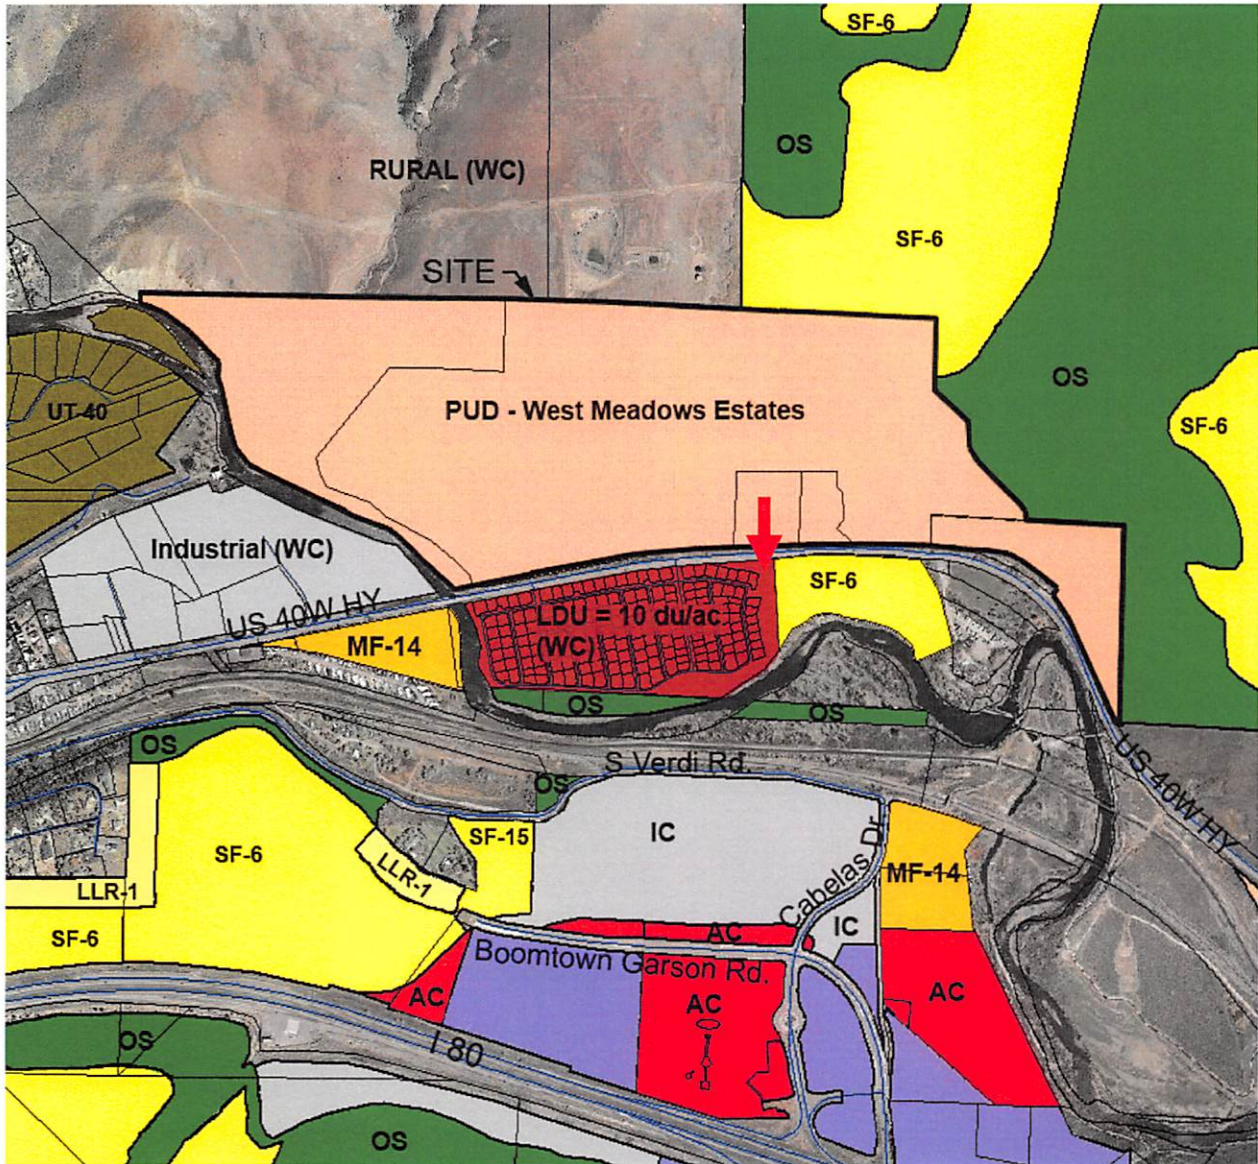 SF-6
OS
RURAL (WC)
SF-6
SITE
OS
UT-40
PUD - West Meadows Estates
SF-6
Industrial (WC)
SF-6
US 40W HY
LDU = 10 du/ac
(WC)
MF-14
OS
OS
OS
S Verdi Rd.
US 40W HY
OS
SF-15
IC
SF-6
Cabelas Dr
LLR-1
MF-14
LLR-1
AC
IC
SF-6
Boomtown Garson Rd.
AC
AC
AC
OS
I 80
OS